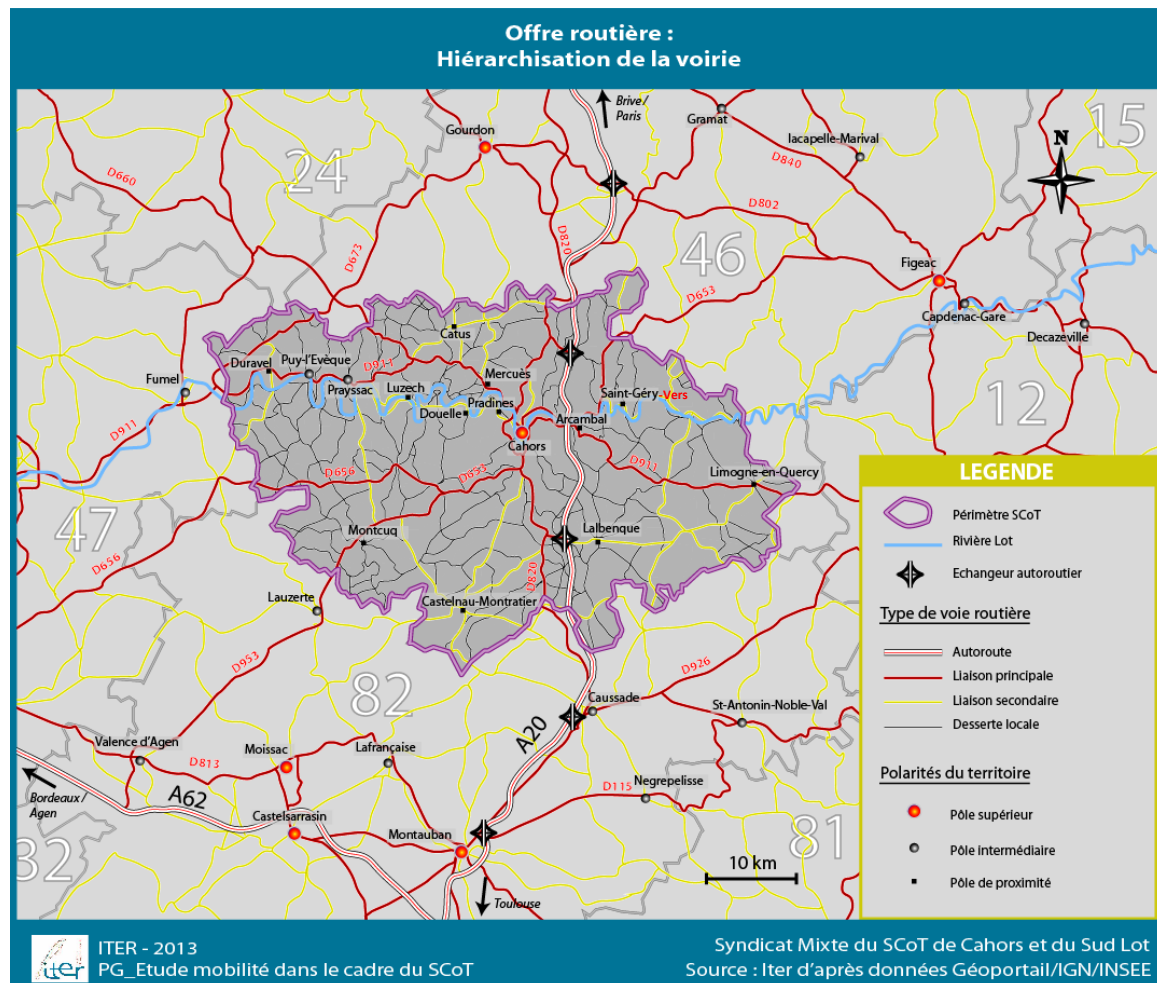 Offre routière :
Hiérarchisation de la voirie
Brive /
Paris
Gramat
15
Gourdon
lacapelle-Marival
N
24
D840
D660
D802
D820
46
D673
Figeac
D653
Capdenac-Gare
Decazeville
Catus
Puy-l'Evèque
Duravel
D911
Mercuès
Fumel
Prayssac
Luzech
Pradines
Saint-Géry-Vers
12
Douelle
Arcambal
D911
Cahors
D911
D656
D653
Limogne-en-Quercy
47
Montcuq
Lalbenque
D656
D820
Lauzerte
Castelnau-Montratier
D953
D926
82
Caussade
St-Antonin-Noble-Val
A20
Valence d'Agen
Moissac
Lafrançaise
D813
Negrepelisse
D115
Bordeaux /
Agen
A62
Castelsarrasin
Montauban
81
32
10 km
Toulouse
LEGENDE
Périmètre SCoT
Rivière Lot
Echangeur autoroutier
Type de voie routière
Autoroute
Liaison principale
Liaison secondaire
Desserte locale
Polarités du territoire
Pôle supérieur
Pôle intermédiaire
Pôle de proximité
iter
ITER - 2013
PG_Etude mobilité dans le cadre du SCoT
Syndicat Mixte du SCoT de Cahors et du Sud Lot
Source : Iter d'après données Géoportail/IGN/INSEE